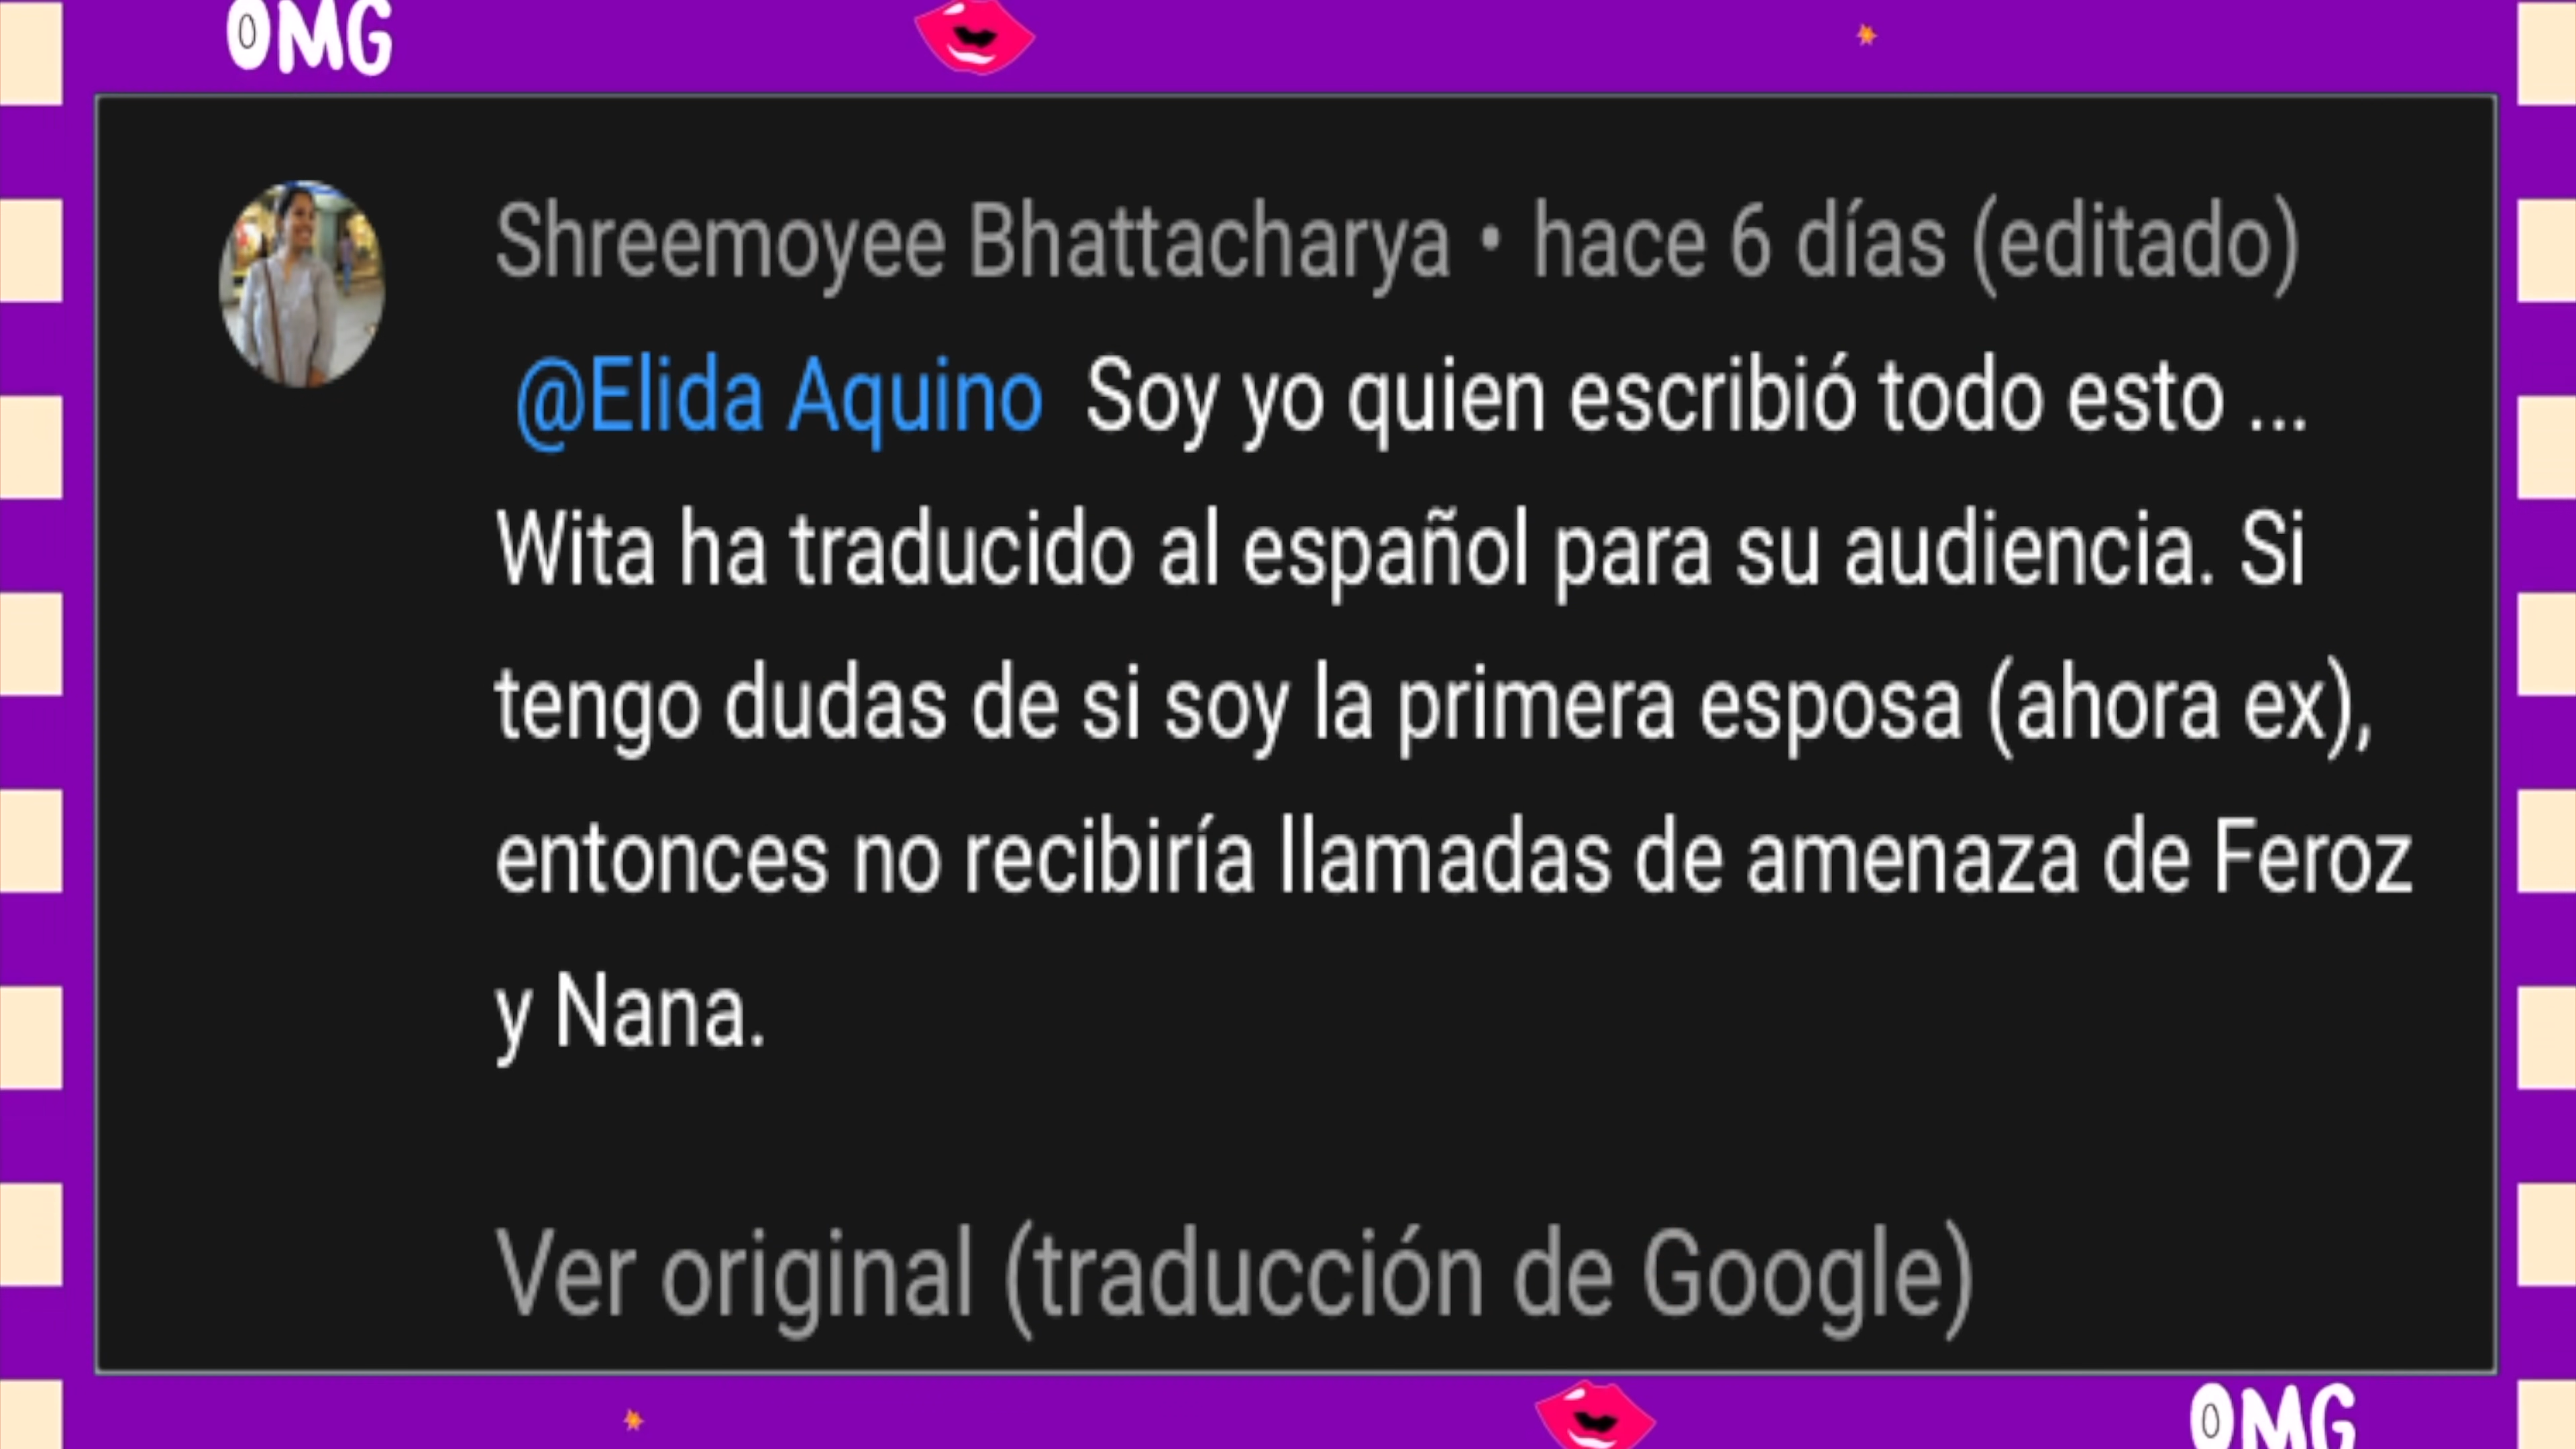 OMG
Shreemoyee Bhattacharya • hace 6 días (editado)
@Elida Aquino Soy yo quien escribió todo esto ...
Wita ha traducido al español para su audiencia. Si
tengo dudas de si soy la primera esposa (ahora ex),
entonces no recibiría llamadas de amenaza de Feroz
y Nana.
Ver original (traducción de Google)
OMG